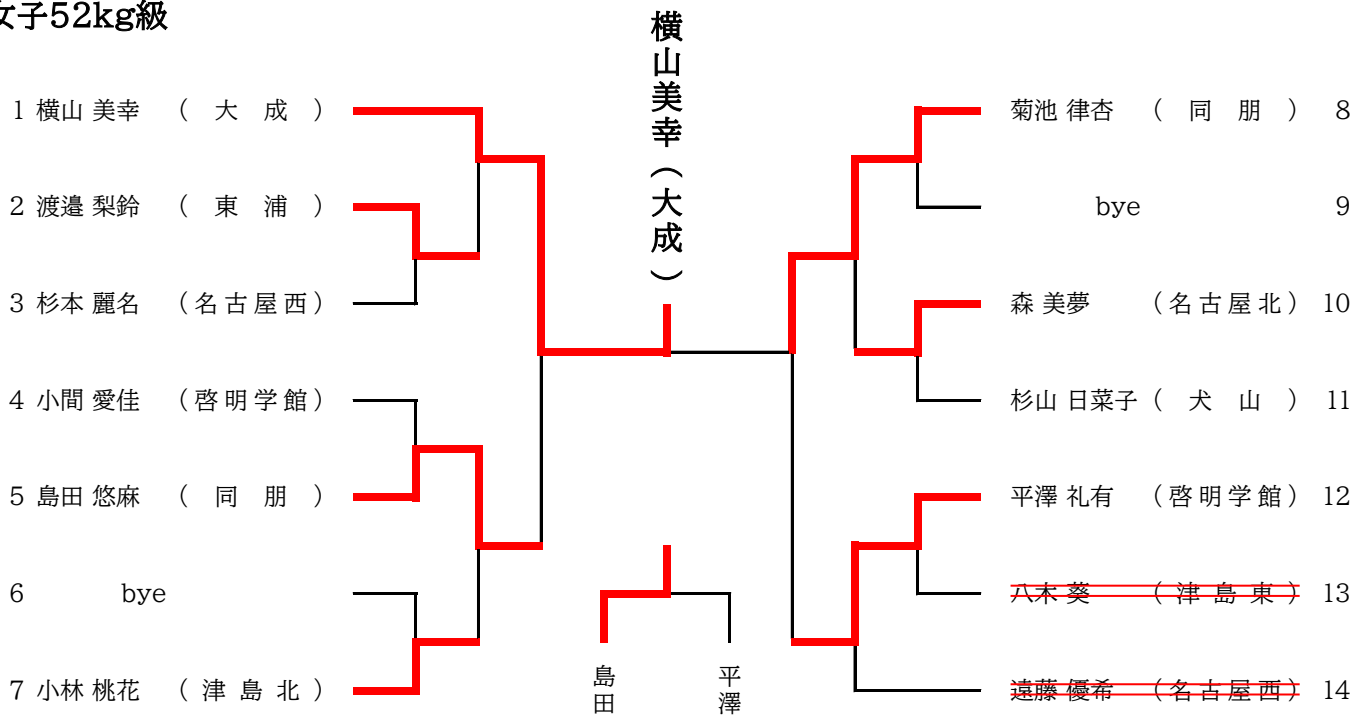 女子52kg級
横山美幸（大成）
1 横山 美幸 （ 大 成 ）
2 渡邉 梨鈴 （ 東 浦 ）
3 杉本 麗名 （名古屋西）
4 小間 愛佳 （啓明学館）
5 島田 悠麻 （ 同 朋 ）
6 bye
7 小林 桃花 （ 津 島 北 ）
菊池 律杏 （ 同 朋 ） 8
bye 9
森 美夢 （名古屋北） 10
杉山 日菜子 （ 犬 山 ） 11
平澤 礼有 （啓明学館） 12
八木 葵 （ 津 島 東 ） 13
遠藤 優希 （名古屋西） 14
島田
平澤